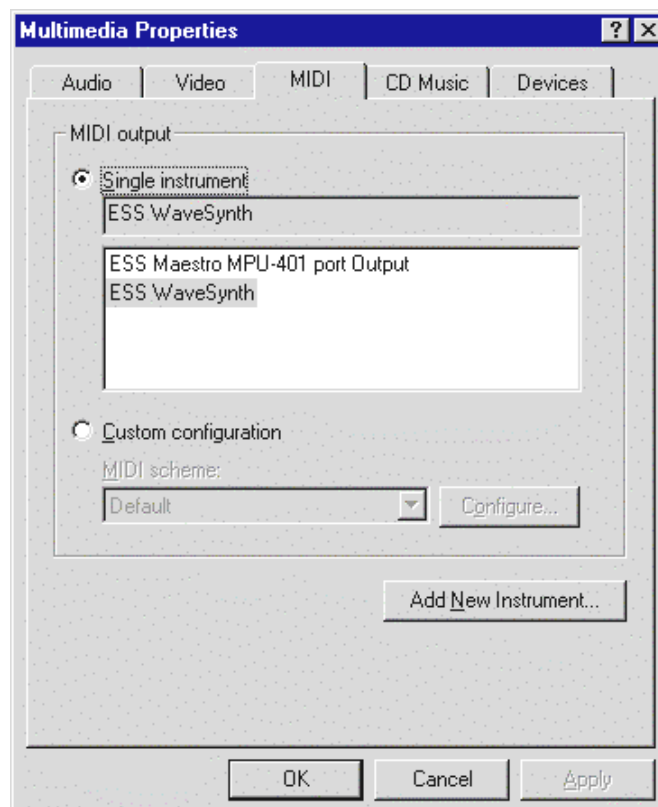 Multimedia Properties
Audio Video MIDI CD Music Devices
MIDI output
Single instrument
ESS WaveSynth
ESS Maestro MPU-401 port Output
ESS WaveSynth
Custom configuration
MIDI scheme:
Default Configure...
Add New Instrument...
OK Cancel Apply